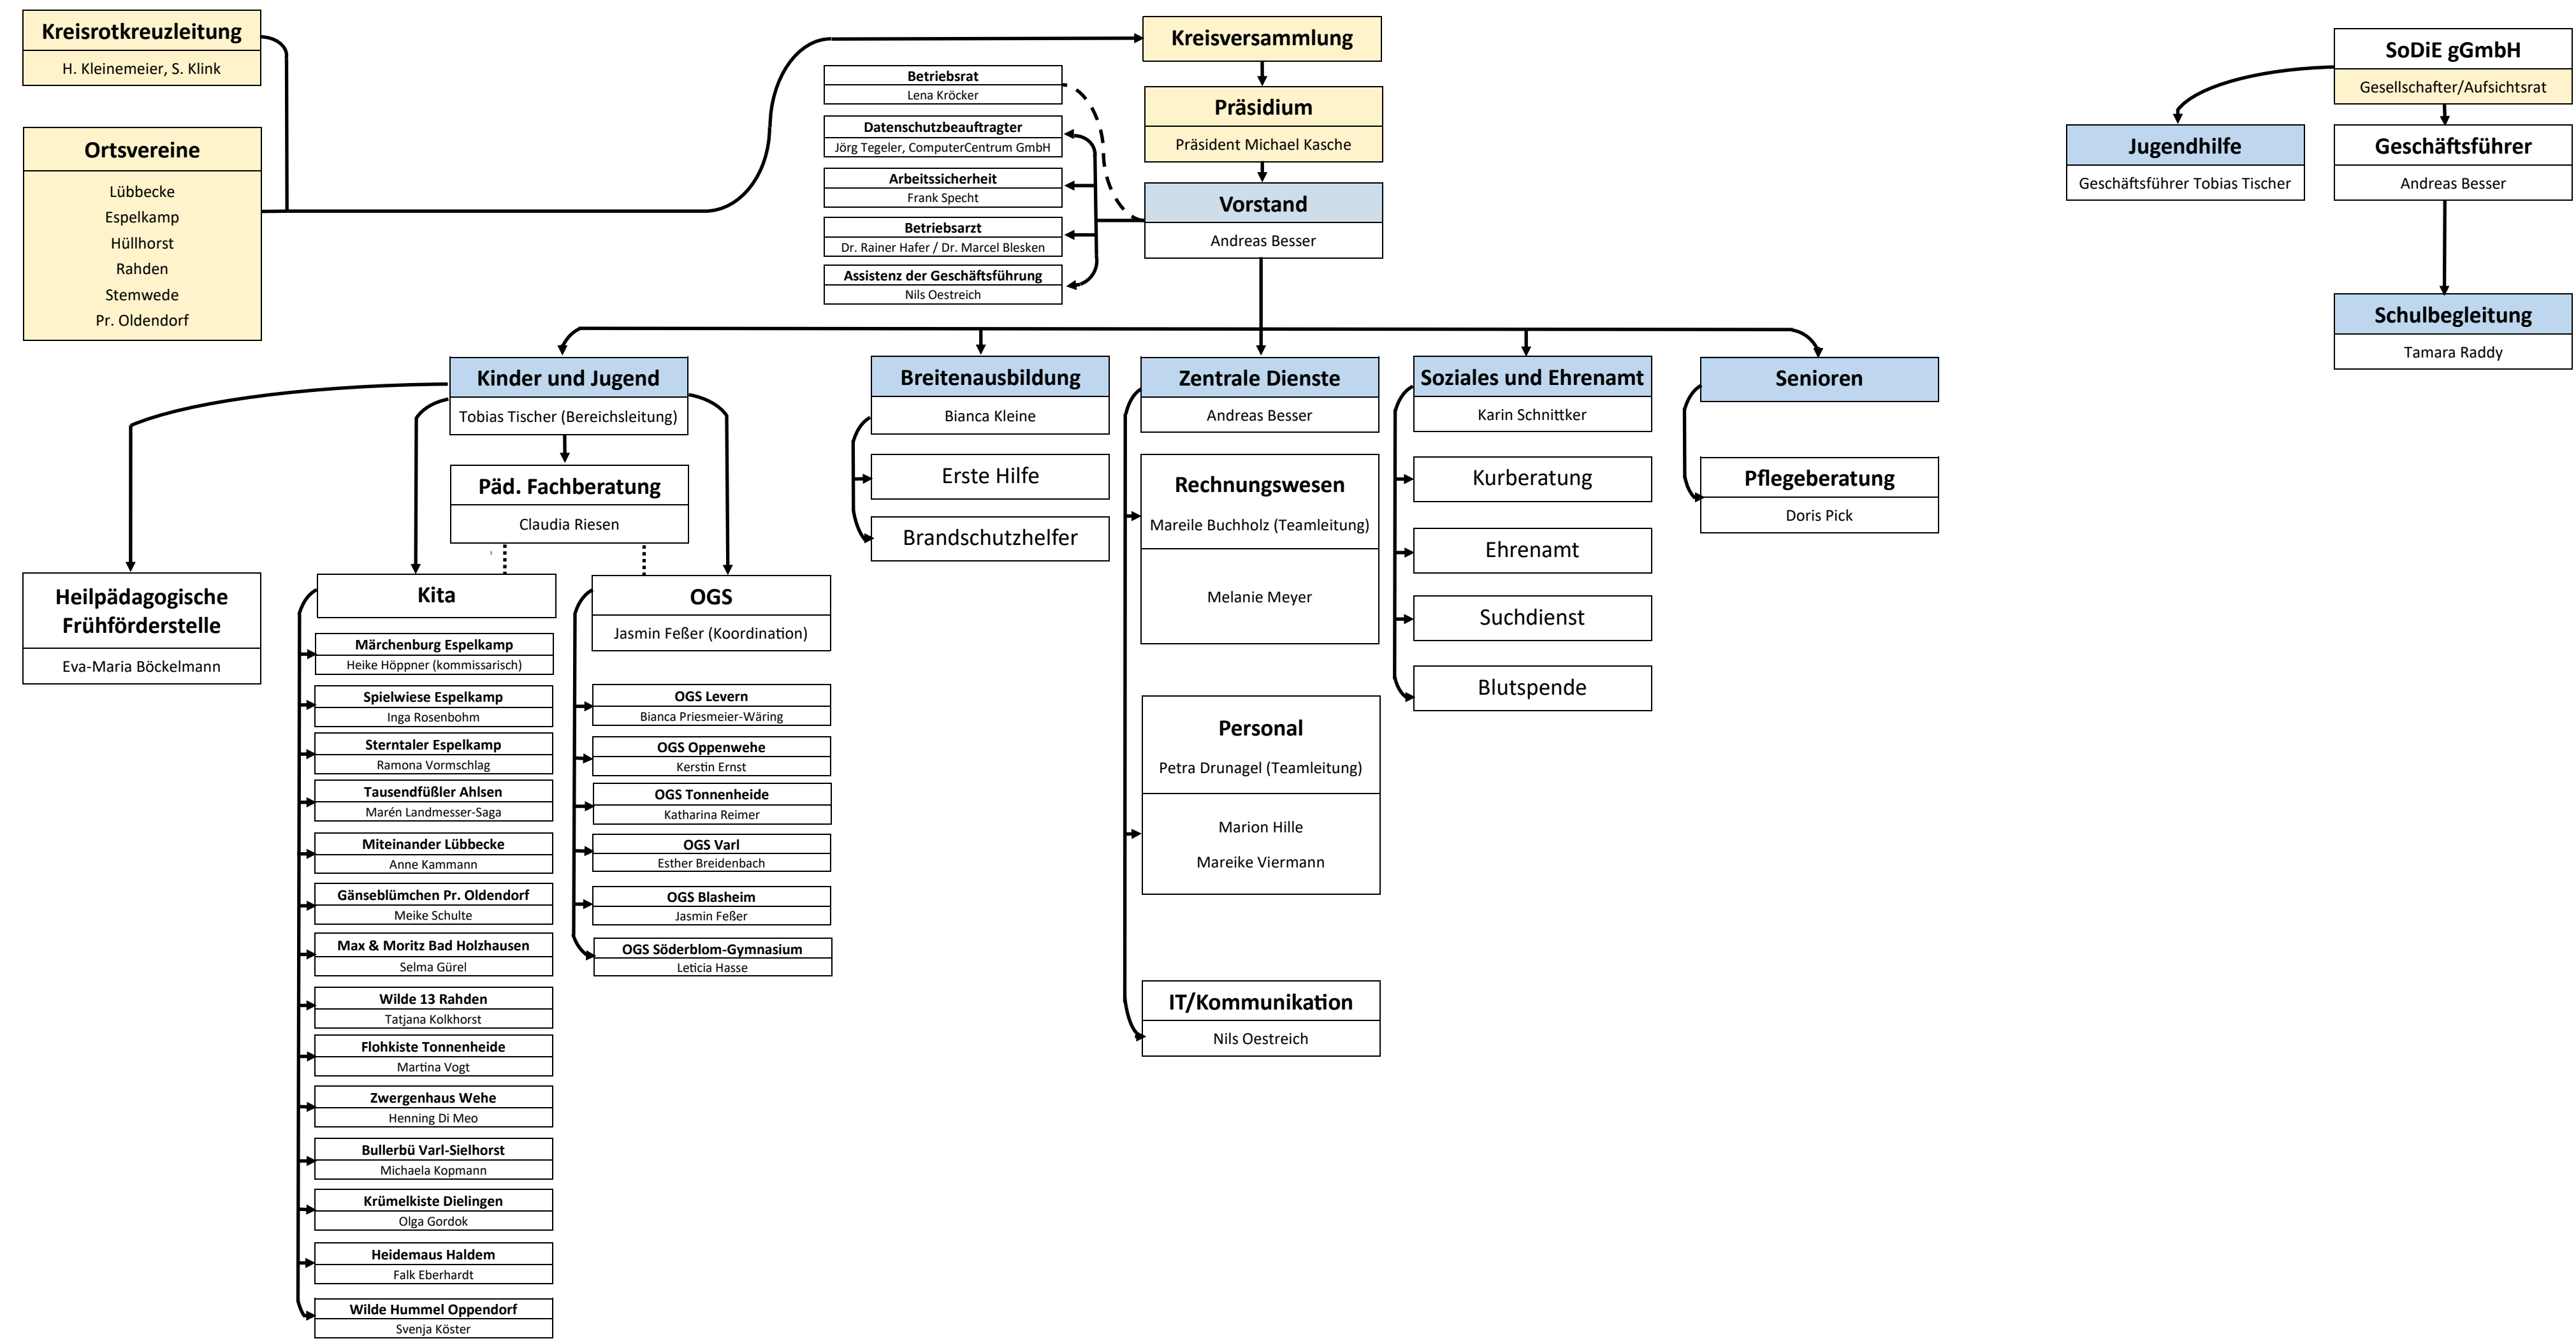 Kreisrotkreuzleitung
H. Kleinemeier, S. Klink
Ortsvereine
Lübbecke
Espelkamp
Hüllhorst
Rahden
Stemwede
Pr. Oldendorf
Kreisversammlung
Präsidium
Präsident Michael Kasche
Vorstand
Andreas Besser
Betriebsrat
Lena Kröcker
Datenschutzbeauftragter
Jörg Tegeler, ComputerCentrum GmbH
Arbeitssicherheit
Frank Specht
Betriebsarzt
Dr. Rainer Hafer / Dr. Marcel Blesken
Assistenz der Geschäftsführung
Nils Oestreich
SoDiE gGmbH
Gesellschafter/Aufsichtsrat
Jugendhilfe
Geschäftsführer Tobias Tischer
Geschäftsführer
Andreas Besser
Schulbegleitung
Tamara Raddy
Kinder und Jugend
Tobias Tischer (Bereichsleitung)
Päd. Fachberatung
Claudia Riesen
Heilpädagogische
Frühförderstelle
Eva-Maria Böckelmann
Kita
Märchenburg Espelkamp
Heike Höppner (kommissarisch)
Spielwiese Espelkamp
Inga Rosenbohm
Sterntaler Espelkamp
Ramona Vormschlag
Tausendfüßler Ahlsen
Marén Landmesser-Saga
Miteinander Lübbecke
Anne Kammann
Gänseblümchen Pr. Oldendorf
Meike Schulte
Max & Moritz Bad Holzhausen
Selma Gürel
Wilde 13 Rahden
Tatjana Kolkhorst
Flohkiste Tonnenheide
Martina Vogt
Zwergenhaus Wehe
Henning Di Meo
Bullerbü Varl-Sielhorst
Michaela Kopmann
Krümelkiste Dielingen
Olga Gordok
Heidemaus Haldem
Falk Eberhardt
Wilde Hummel Oppendorf
Svenja Köster
OGS
Jasmin Feßer (Koordination)
OGS Levern
Bianca Priesmeier-Wäring
OGS Oppenwehe
Kerstin Ernst
OGS Tonnenheide
Katharina Reimer
OGS Varl
Esther Breidenbach
OGS Blasheim
Jasmin Feßer
OGS Söderblom-Gymnasium
Leticia Hasse
Breitenausbildung
Bianca Kleine
Erste Hilfe
Brandschutzhelfer
Zentrale Dienste
Andreas Besser
Rechnungswesen
Mareile Buchholz (Teamleitung)
Melanie Meyer
Personal
Petra Drunagel (Teamleitung)
Marion Hille
Mareike Viermann
IT/Kommunikation
Nils Oestreich
Soziales und Ehrenamt
Karin Schnittker
Kurberatung
Ehrenamt
Suchdienst
Blutspende
Senioren
Pflegeberatung
Doris Pick